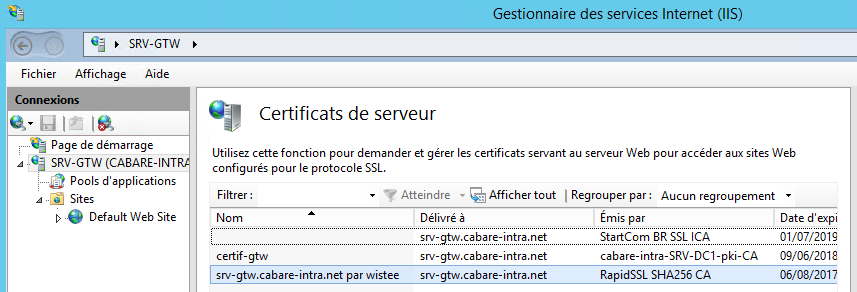 Gestionnaire des services Internet (IIS)
SRV-GTW
Fichier Affichage Aide
Connexions
Page de démarrage
SRV-GTW (CABARE-INTRA
Pools d'applications
Sites
Default Web Site
Certificats de serveur
Utilisez cette fonction pour demander et gérer les certificats servant au serveur Web pour accéder aux sites Web
configurés pour le protocole SSL.
Filtrer : Atteindre Afficher tout Regrouper par : Aucun regroupement
Nom Délivré à Émis par Date d'expi
srv-gtw.cabare-intra.net StartCom BR SSL ICA 01/07/2019
certif-gtw srv-gtw.cabare-intra.net cabare-intra-SRV-DC1-pki-CA 09/06/2018
srv-gtw.cabare-intra.net par wistee srv-gtw.cabare-intra.net RapidSSL SHA256 CA 06/08/2017